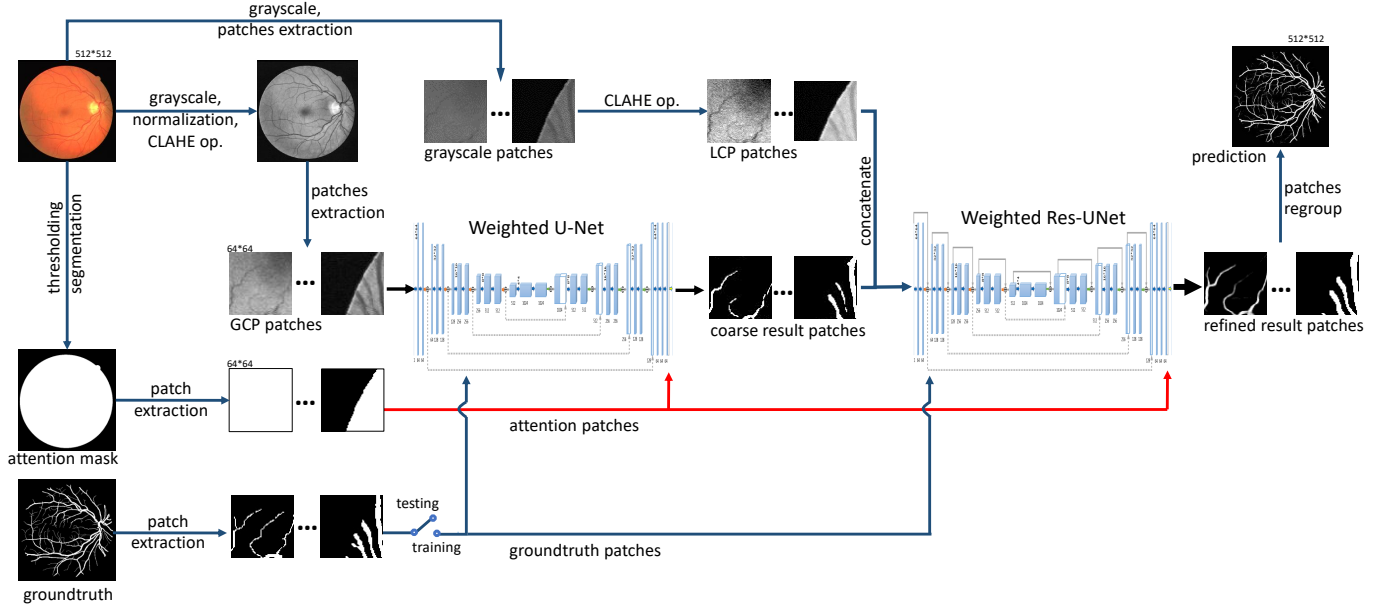 grayscale,
patches extraction
512*512
512*512
grayscale,
normalization,
CLAHE op.
CLAHE op.
grayscale patches
LCP patches
prediction
thresholding
segmentation
patches
extraction
concatenate
patches
regroup
Weighted U-Net
Weighted Res-UNet
64*64
GCP patches
coarse result patches
refined result patches
64*64
patch
extraction
attention patches
attention mask
patch
extraction
testing
training
groundtruth patches
groundtruth